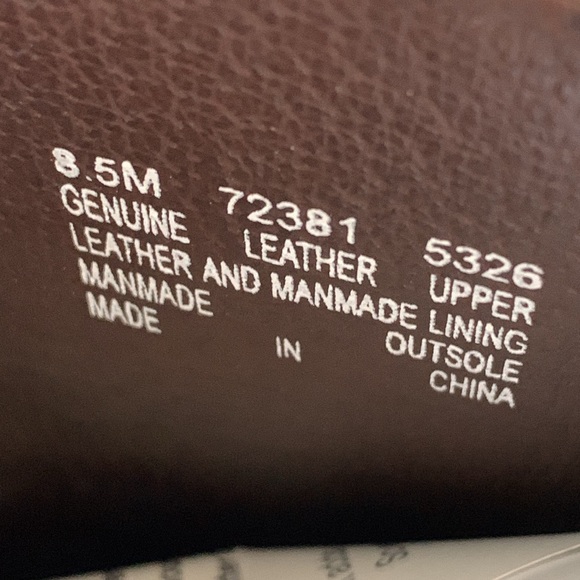 8.5M 72381 5326
GENUINE LEATHER UPPER
LEATHER AND MANMADE LINING
MANMADE OUTSOLE
MADE IN CHINA